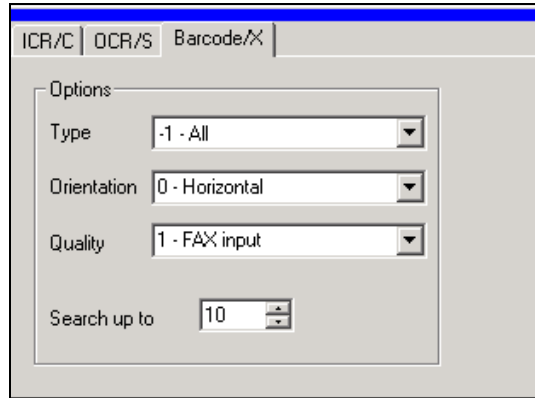 ICR/C OCR/S Barcode/X
Options
Type -1 - All
Orientation 0 - Horizontal
Quality 1 - FAX input
Search up to 10